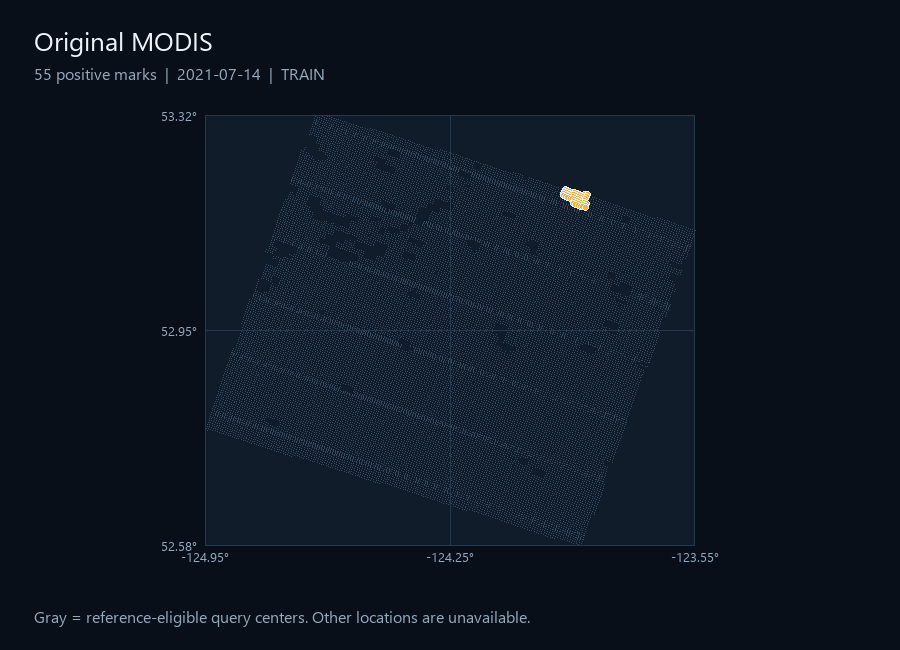 Original MODIS
55 positive marks | 2021-07-14 | TRAIN
53.32°
52.95°
52.58°
-124.95°
-124.25°
-123.55°
Gray = reference-eligible query centers. Other locations are unavailable.